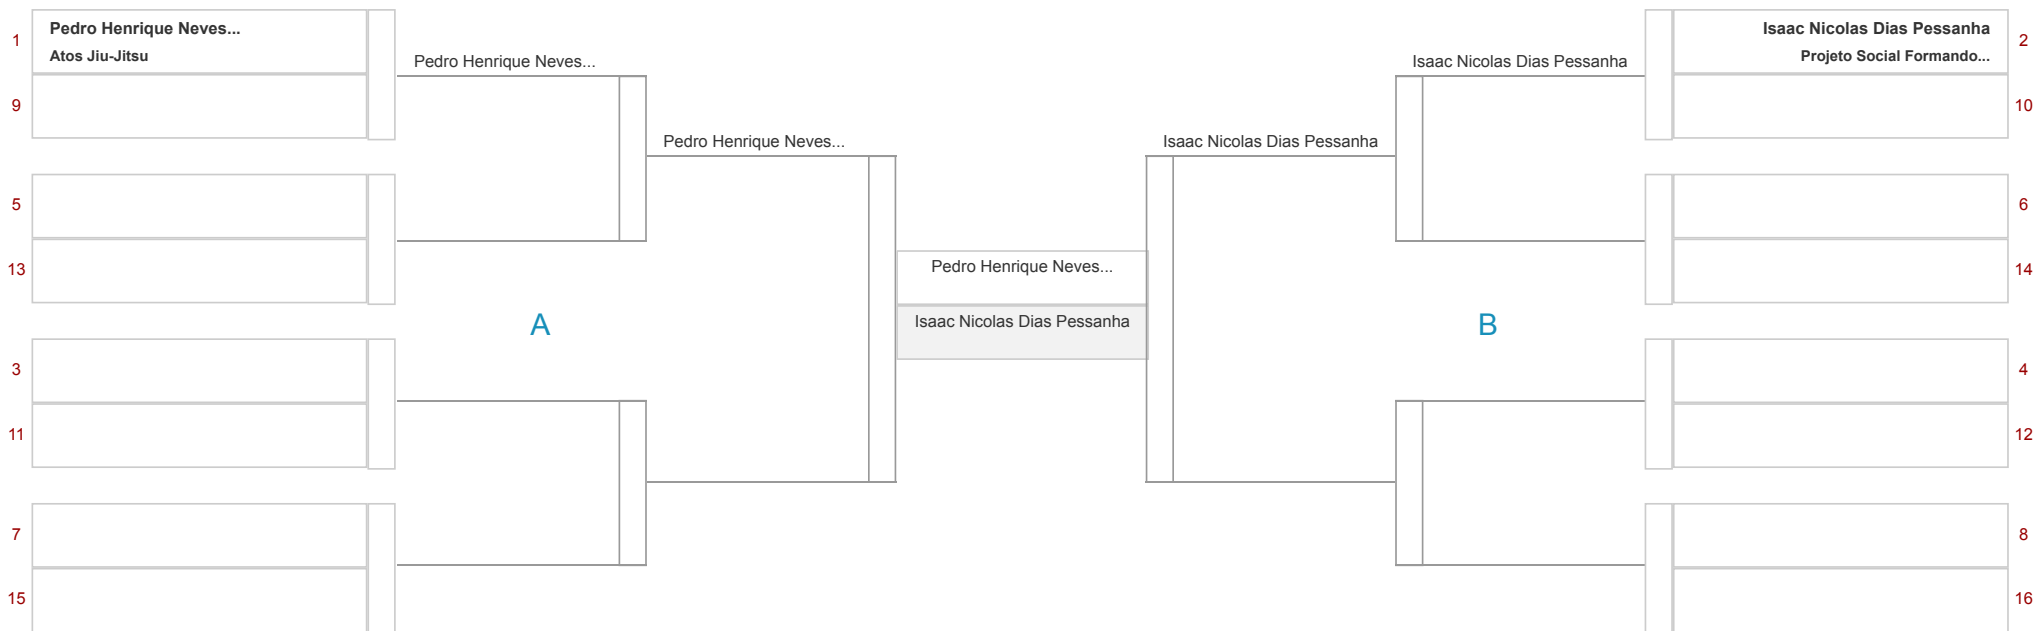 1
Pedro Henrique Neves...
Atos Jiu-Jitsu
9
5
13
3
11
7
15
Pedro Henrique Neves...
Pedro Henrique Neves...
A
Pedro Henrique Neves...
Isaac Nicolas Dias Pessanha
Isaac Nicolas Dias Pessanha
Isaac Nicolas Dias Pessanha
B
Isaac Nicolas Dias Pessanha
Projeto Social Formando...
2
10
6
14
4
12
8
16